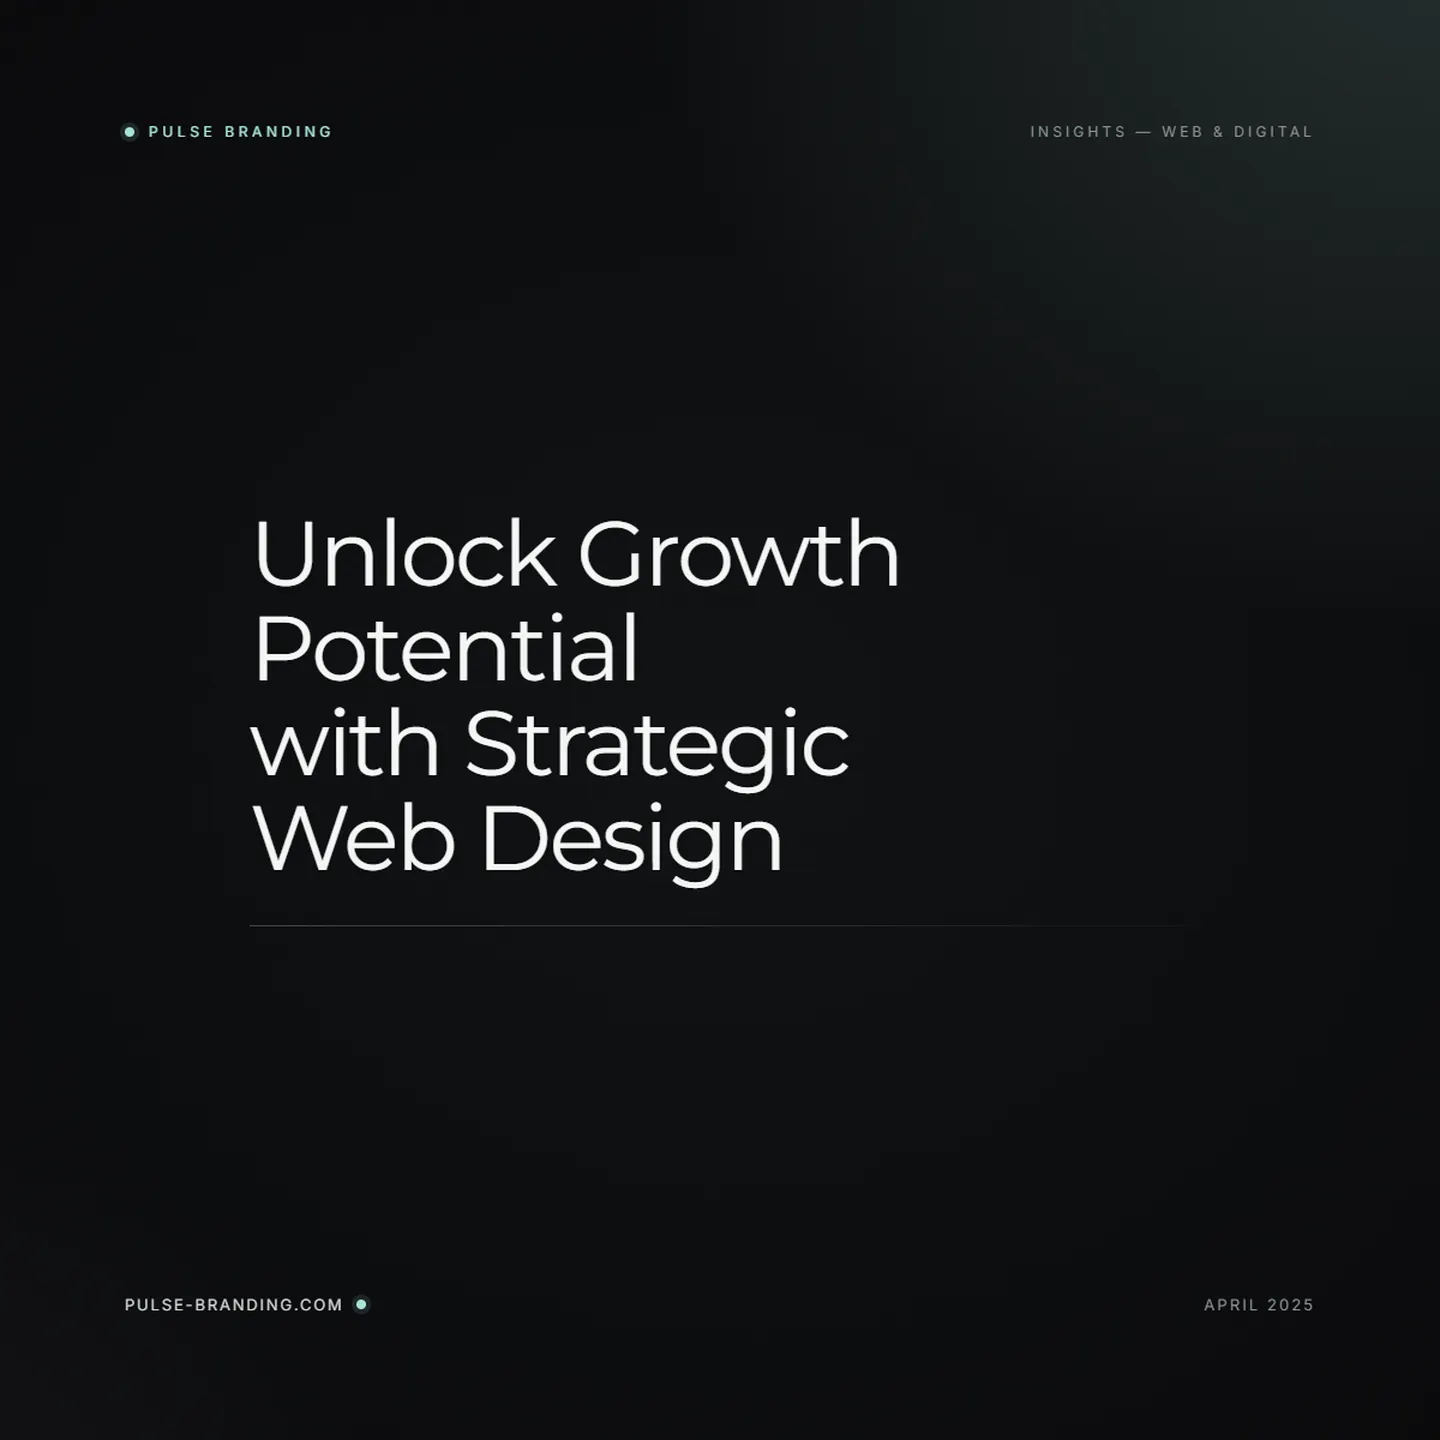 PULSE BRANDING
INSIGHTS — WEB & DIGITAL
Unlock Growth
Potential
with Strategic
Web Design
PULSE-BRANDING.COM
APRIL 2025